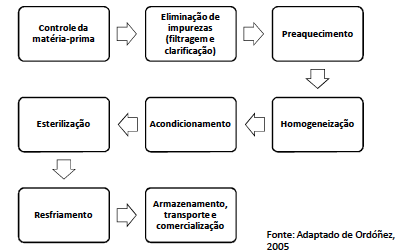 Controle da
matéria-prima
Eliminação de
impurezas
(filtragem e
clarificação)
Preaquecimento
Homogeneização
Acondicionamento
Esterilização
Resfriamento
Armazenamento,
transporte e
comercialização
Fonte: Adaptado de Ordóñez,
2005